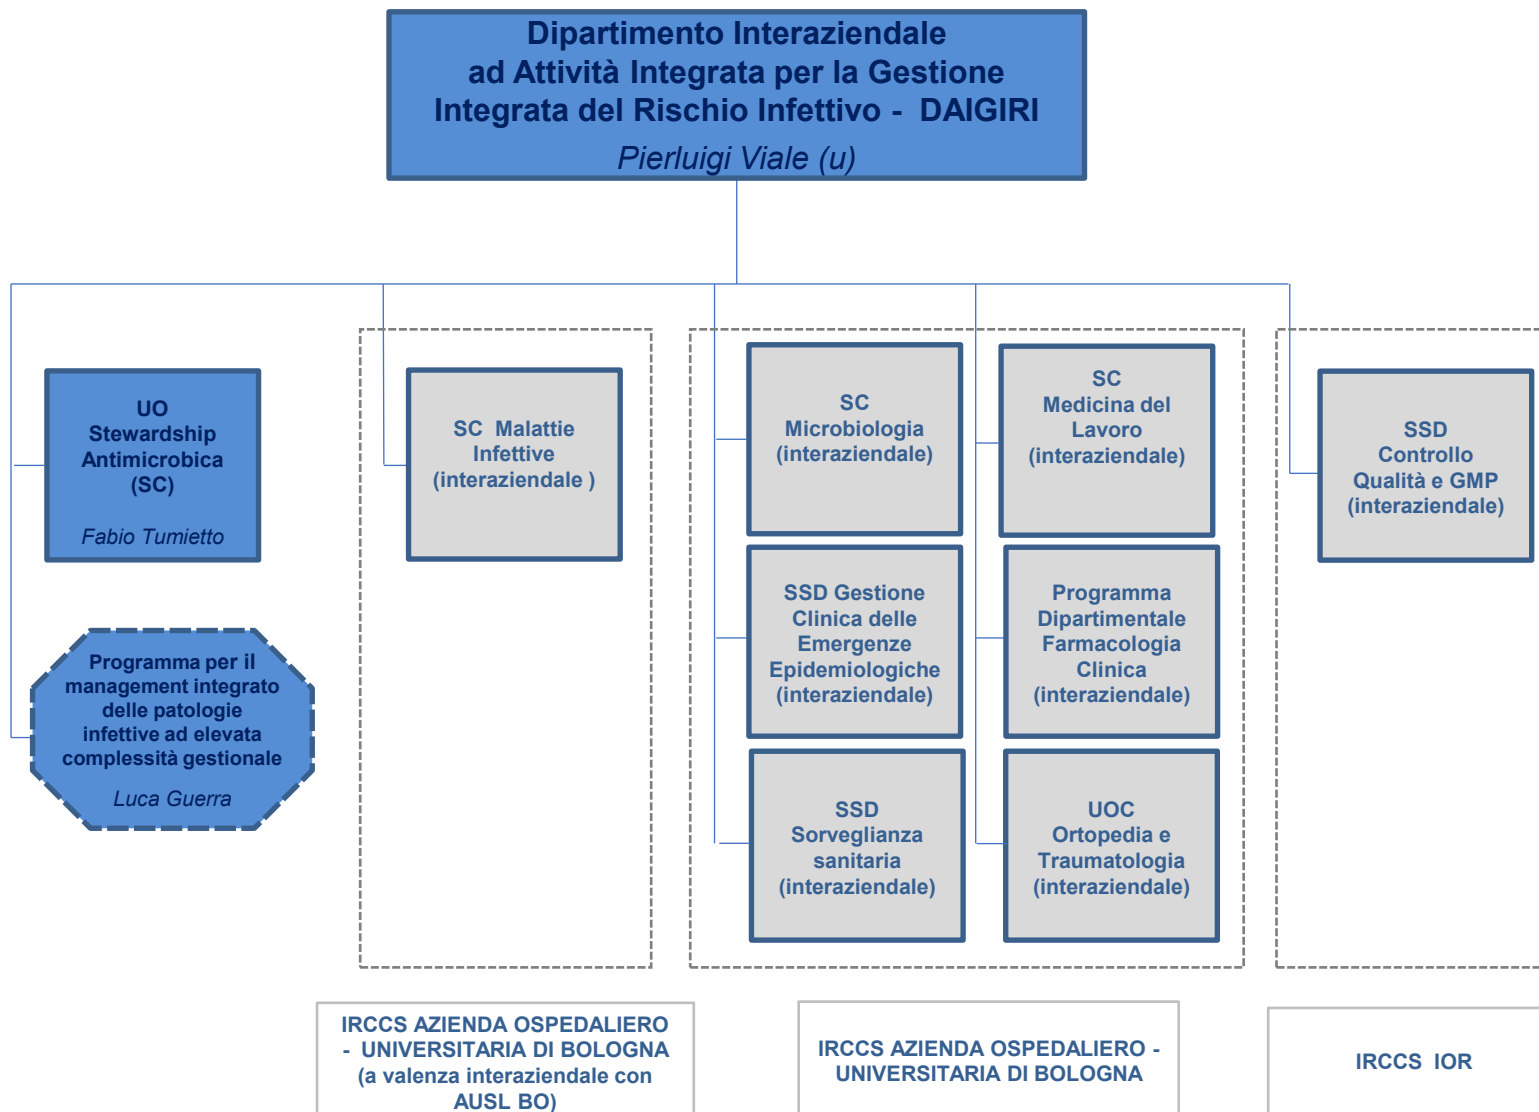 Dipartimento Interaziendale
ad Attività Integrata per la Gestione
Integrata del Rischio Infettivo - DAIGIRI
Pierluigi Viale (u)
UO
Stewardship
Antimicrobica
(SC)
Fabio Tumietto
Programma per il
management integrato
delle patologie
infettive ad elevata
complessità gestionale
Luca Guerra
SC Malattie
Infettive
(interaziendale )
SC
Microbiologia
(interaziendale)
SC
Medicina del
Lavoro
(interaziendale)
SSD Gestione
Clinica delle
Emergenze
Epidemiologiche
(interaziendale)
Programma
Dipartimentale
Farmacologia
Clinica
(interaziendale)
SSD
Sorveglianza
sanitaria
(interaziendale)
UOC
Ortopedia e
Traumatologia
(interaziendale)
SSD
Controllo
Qualità e GMP
(interaziendale)
IRCCS AZIENDA OSPEDALIERO
- UNIVERSITARIA DI BOLOGNA
(a valenza interaziendale con
AUSL BO)
IRCCS AZIENDA OSPEDALIERO -
UNIVERSITARIA DI BOLOGNA
IRCCS IOR